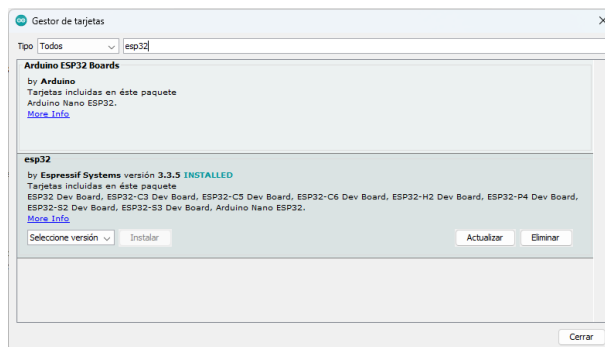 Gestor de tarjetas
Tipo Todos esp32
Arduino ESP32 Boards
by Arduino
Tarjetas incluidas en éste paquete
Arduino Nano ESP32.
More Info
esp32
by Espressif Systems versión 3.3.5 INSTALLED
Tarjetas incluidas en éste paquete
ESP32 Dev Board, ESP32-C3 Dev Board, ESP32-C5 Dev Board, ESP32-C6 Dev Board, ESP32-H2 Dev Board, ESP32-P4 Dev Board,
ESP32-S2 Dev Board, ESP32-S3 Dev Board, Arduino Nano ESP32.
More Info
Seleccione versión Instalar Actualizar Eliminar
Cerrar